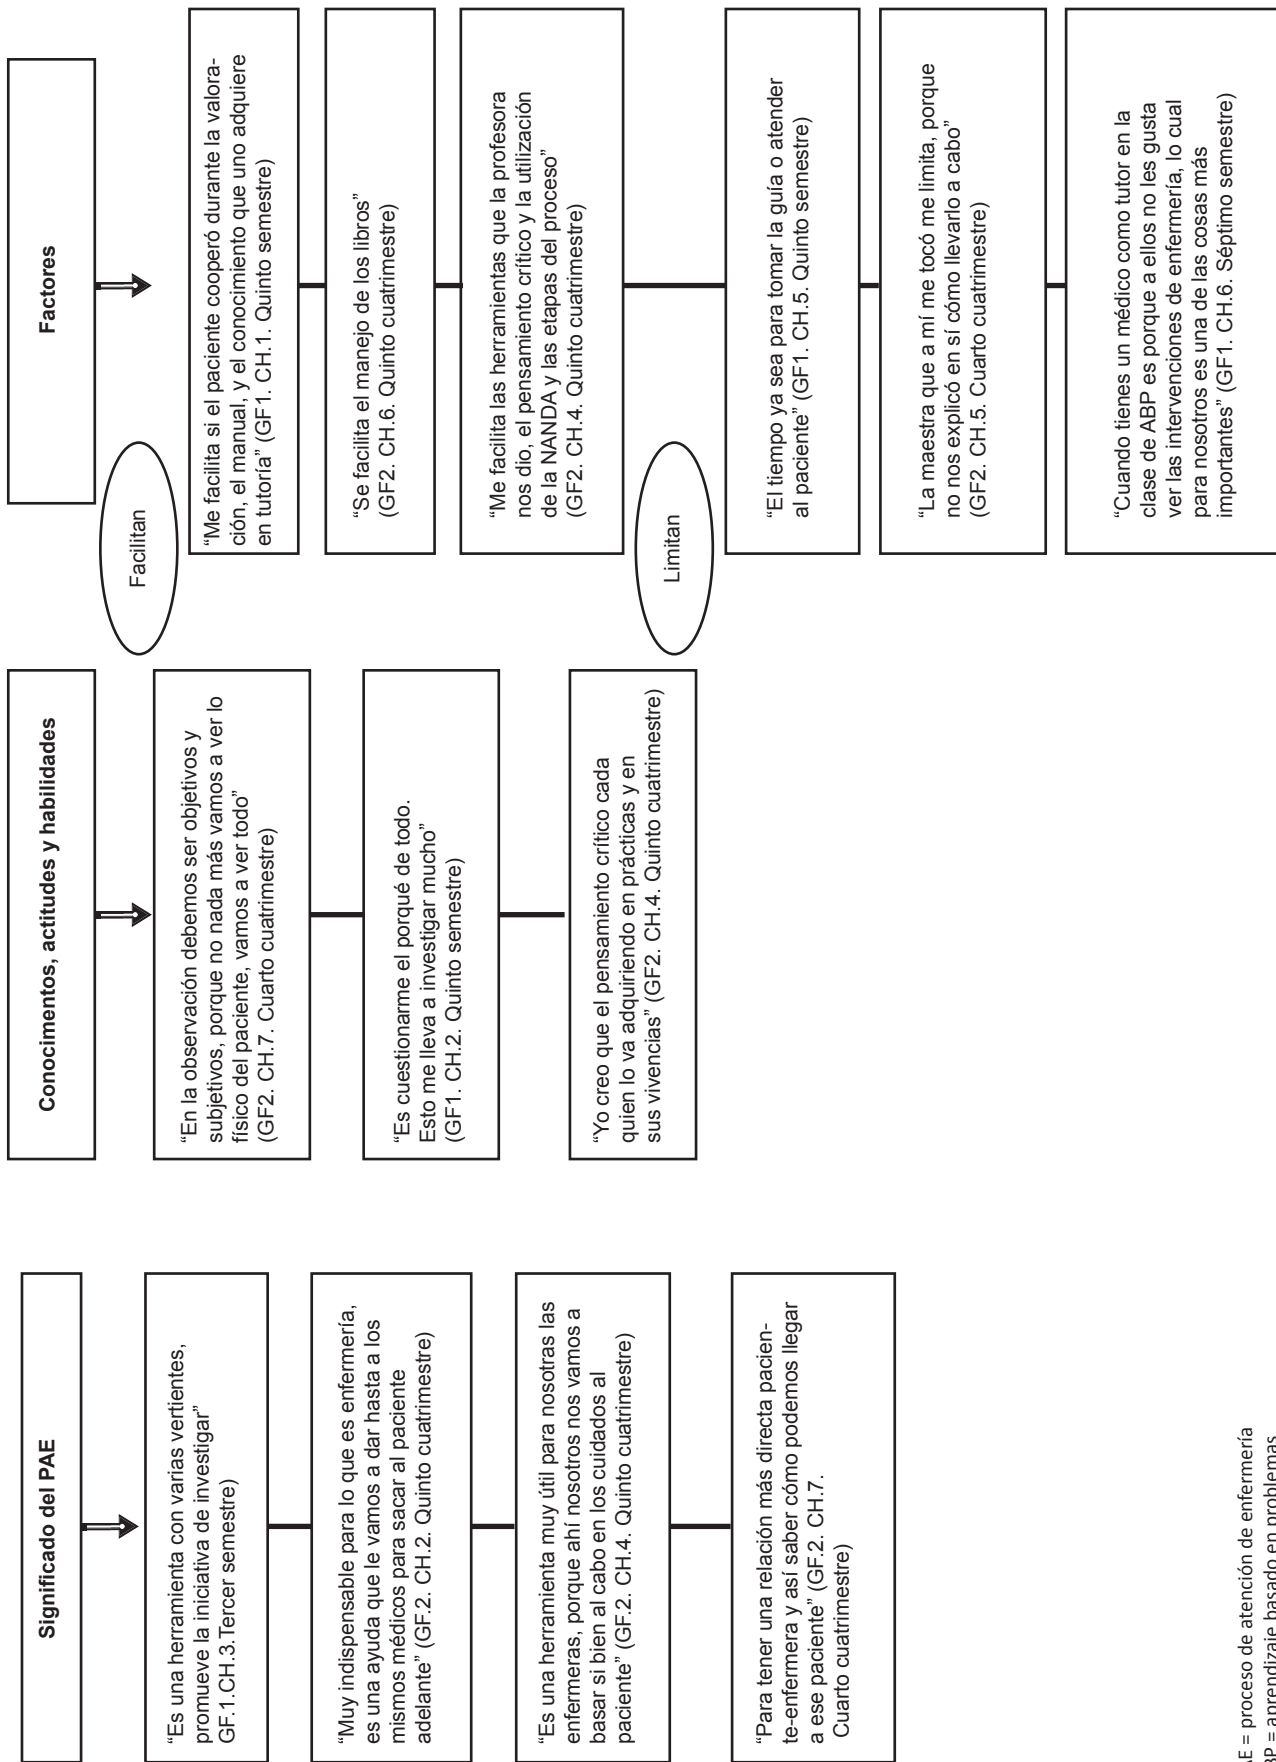 Significado del PAE
“Es una herramienta con varias vertientes,
promueve la iniciativa de investigar”
GF.1.CH.3.Tercer semestre)
“Muy indispensable para lo que es enfermería,
es una ayuda que le vamos a dar hasta a los
mismos médicos para sacar al paciente
adelante” (GF.2. CH.2. Quinto cuatrimestre)
“Es una herramienta muy útil para nosotras las
enfermeras, porque ahí nosotros nos vamos a
basar si bien al cabo en los cuidados al
paciente” (GF.2. CH.4. Quinto cuatrimestre)
“Para tener una relación más directa pacien-
te-enfermera y así saber cómo podemos llegar
a ese paciente” (GF.2. CH.7.
Cuarto cuatrimestre)
Conocimentos, actitudes y habilidades
“En la observación debemos ser objetivos y
subjetivos, porque no nada más vamos a ver lo
físico del paciente, vamos a ver todo”
(GF2. CH.7. Cuarto cuatrimestre)
“Es cuestionarme el porqué de todo.
Esto me lleva a investigar mucho”
(GF1. CH.2. Quinto semestre)
“Yo creo que el pensamiento crítico cada
quien lo va adquiriendo en prácticas y en
sus vivencias” (GF2. CH.4. Quinto cuatrimestre)
Factores
Facilitan
“Me facilita si el paciente cooperó durante la valora-
ción, el manual, y el conocimiento que uno adquiere
en tutoría” (GF1. CH.1. Quinto semestre)
“Se facilita el manejo de los libros”
(GF2. CH.6. Quinto cuatrimestre)
“Me facilita las herramientas que la profesora
nos dio, el pensamiento crítico y la utilización
de la NANDA y las etapas del proceso”
(GF2. CH.4. Quinto cuatrimestre)
Limitan
“El tiempo ya sea para tomar la guía o atender
al paciente” (GF1. CH.5. Quinto semestre)
“La maestra que a mí me tocó me limita, porque
no nos explicó en sí cómo llevarlo a cabo”
(GF2. CH.5. Cuarto cuatrimestre)
“Cuando tienes un médico como tutor en la
clase de ABP es porque a ellos no les gusta
ver las intervenciones de enfermería, lo cual
para nosotros es una de las cosas más
importantes” (GF1. CH.6. Séptimo semestre)
AE = proceso de atención de enfermería
BP = aprendizaje basado en problemas